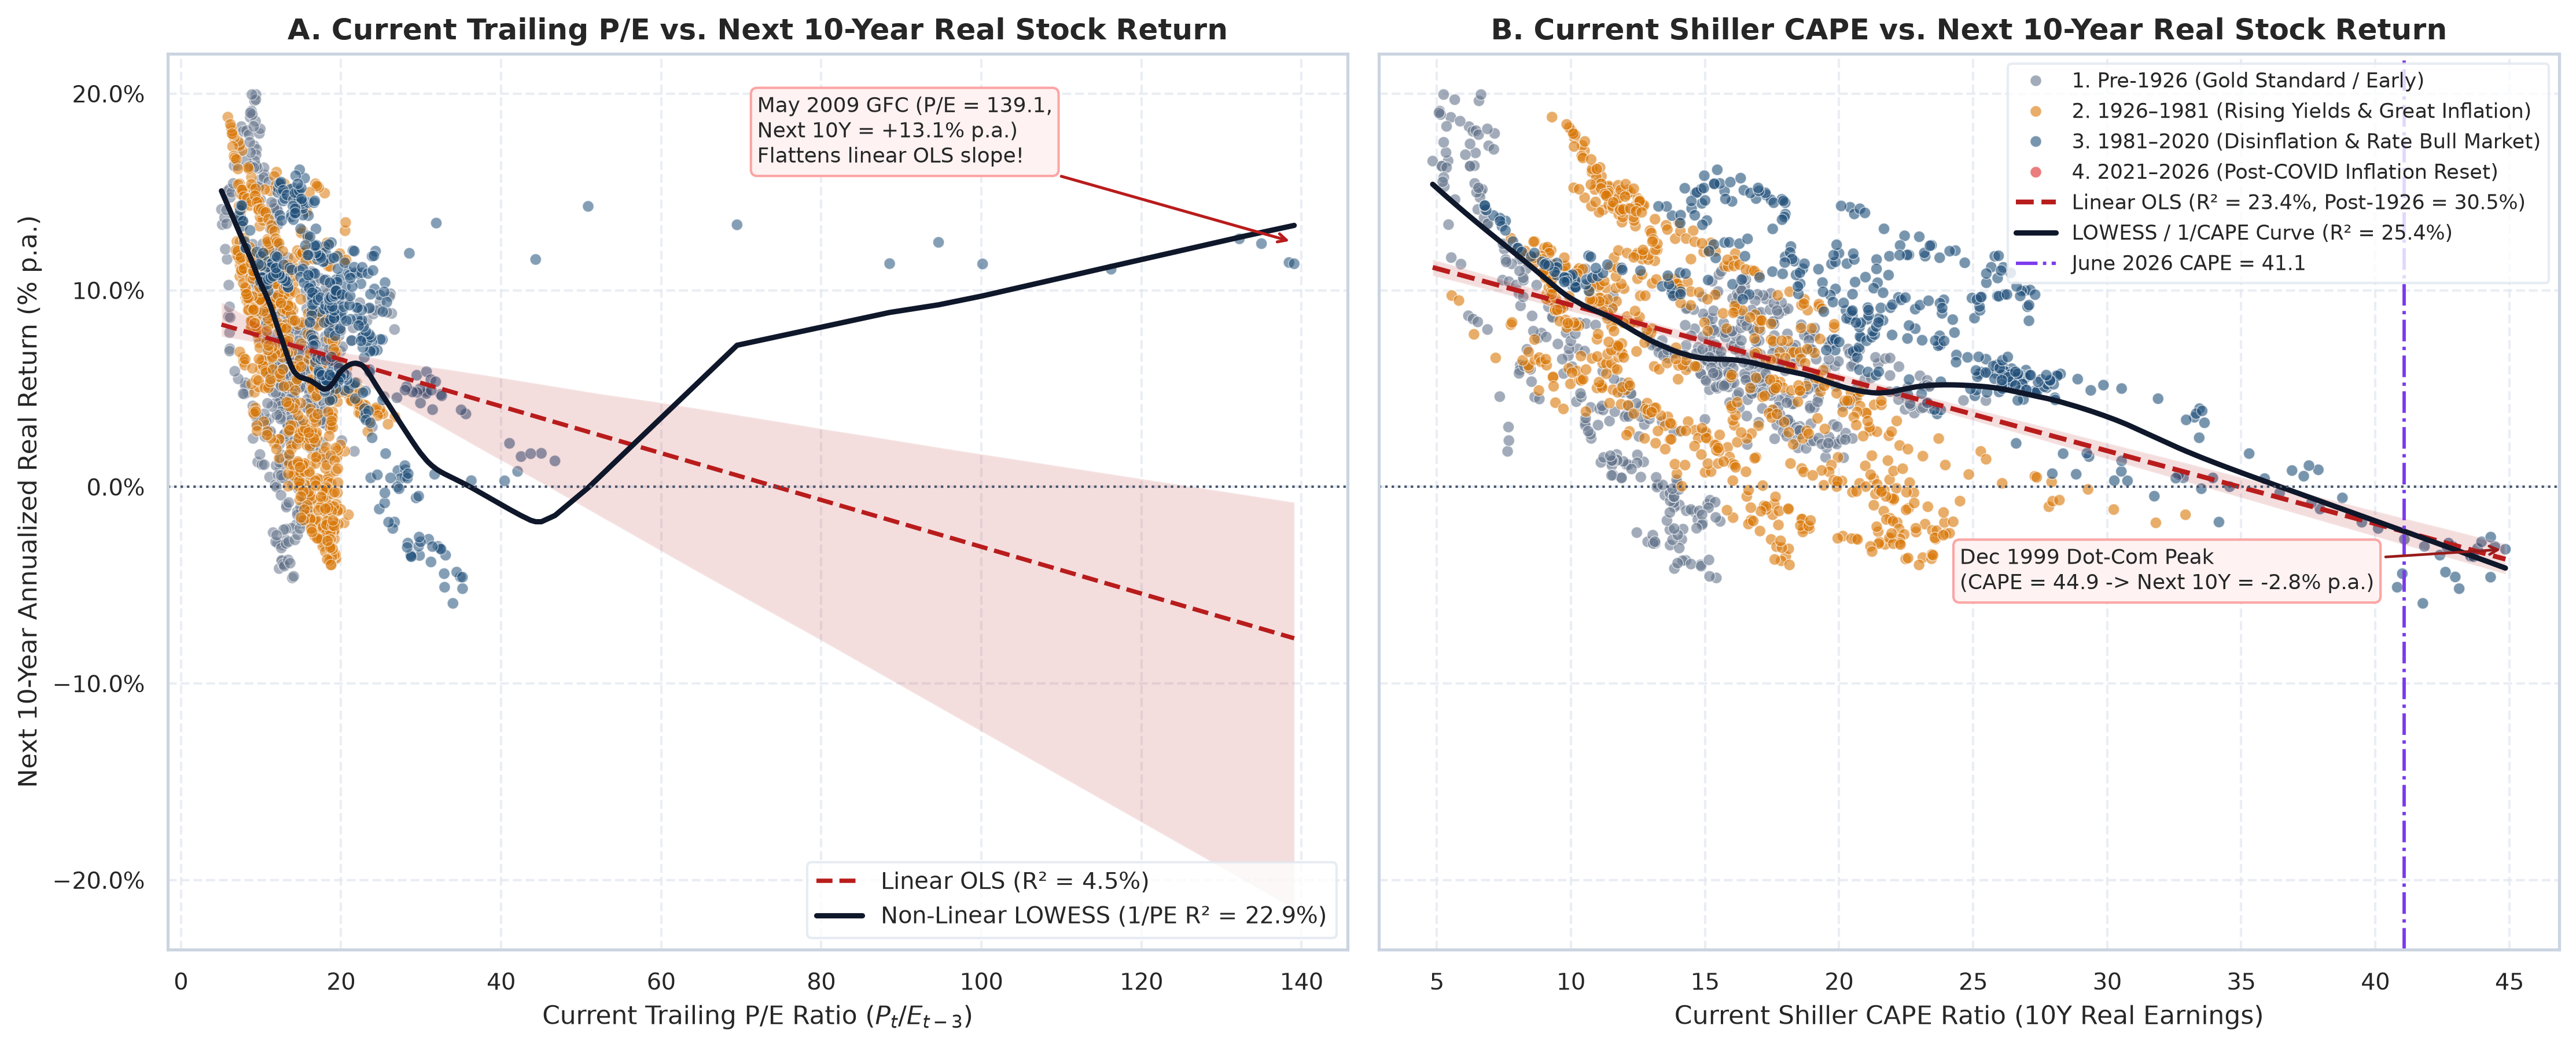 A. Current Trailing P/E vs. Next 10-Year Real Stock Return
Next 10-Year Annualized Real Return (% p.a.)
20.0%
10.0%
0.0%
−10.0%
−20.0%
May 2009 GFC (P/E = 139.1,
Next 10Y = +13.1% p.a.)
Flattens linear OLS slope!
Linear OLS (R² = 4.5%)
Non-Linear LOWESS (1/PE R² = 22.9%)
0 20 40 60 80 100 120 140
Current Trailing P/E Ratio (Pₜ/Eₜ₋₃)
B. Current Shiller CAPE vs. Next 10-Year Real Stock Return
1. Pre-1926 (Gold Standard / Early)
2. 1926–1981 (Rising Yields & Great Inflation)
3. 1981–2020 (Disinflation & Rate Bull Market)
4. 2021–2026 (Post-COVID Inflation Reset)
Linear OLS (R² = 23.4%, Post-1926 = 30.5%)
LOWESS / 1/CAPE Curve (R² = 25.4%)
June 2026 CAPE = 41.1
Dec 1999 Dot-Com Peak
(CAPE = 44.9 -> Next 10Y = -2.8% p.a.)
5 10 15 20 25 30 35 40 45
Current Shiller CAPE Ratio (10Y Real Earnings)